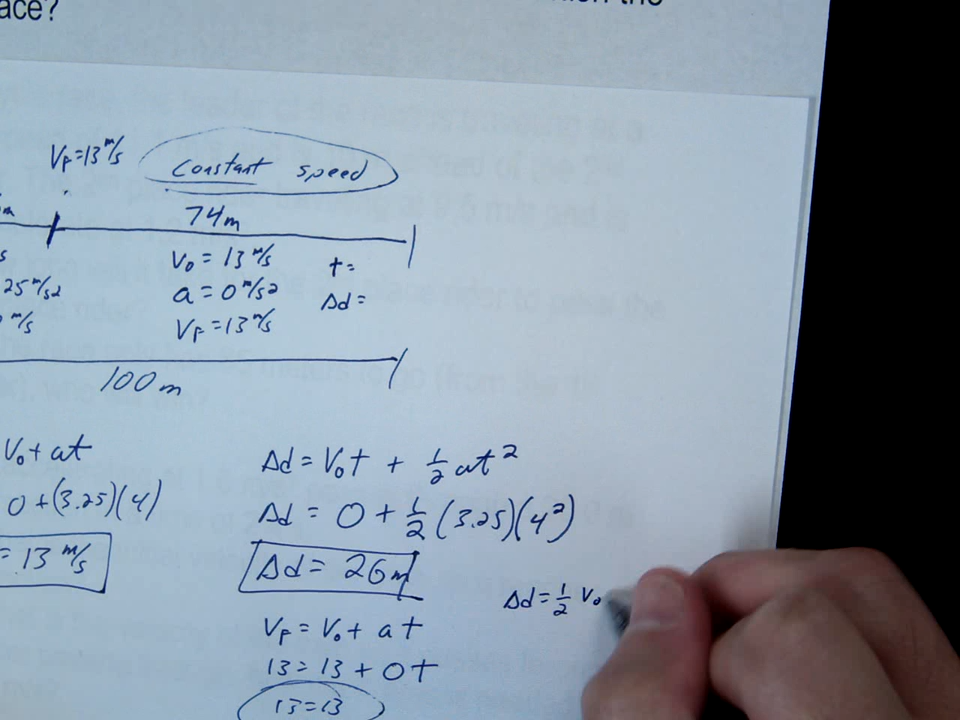 ace?
Vf = 13 m/s
Constant speed
m
74m
s
V₀ = 13 m/s
t =
25 m/s²
a = 0 m/s²
Δd =
m/s
Vf = 13 m/s
100m
V₀ + at
0 + (3.25)(4)
= 13 m/s
Δd = V₀t + ½ at²
Δd = 0 + ½ (3.25)(4²)
Δd = 26m
Δd = ½ V₀
Vf = V₀ + at
13 = 13 + 0t
13 = 13